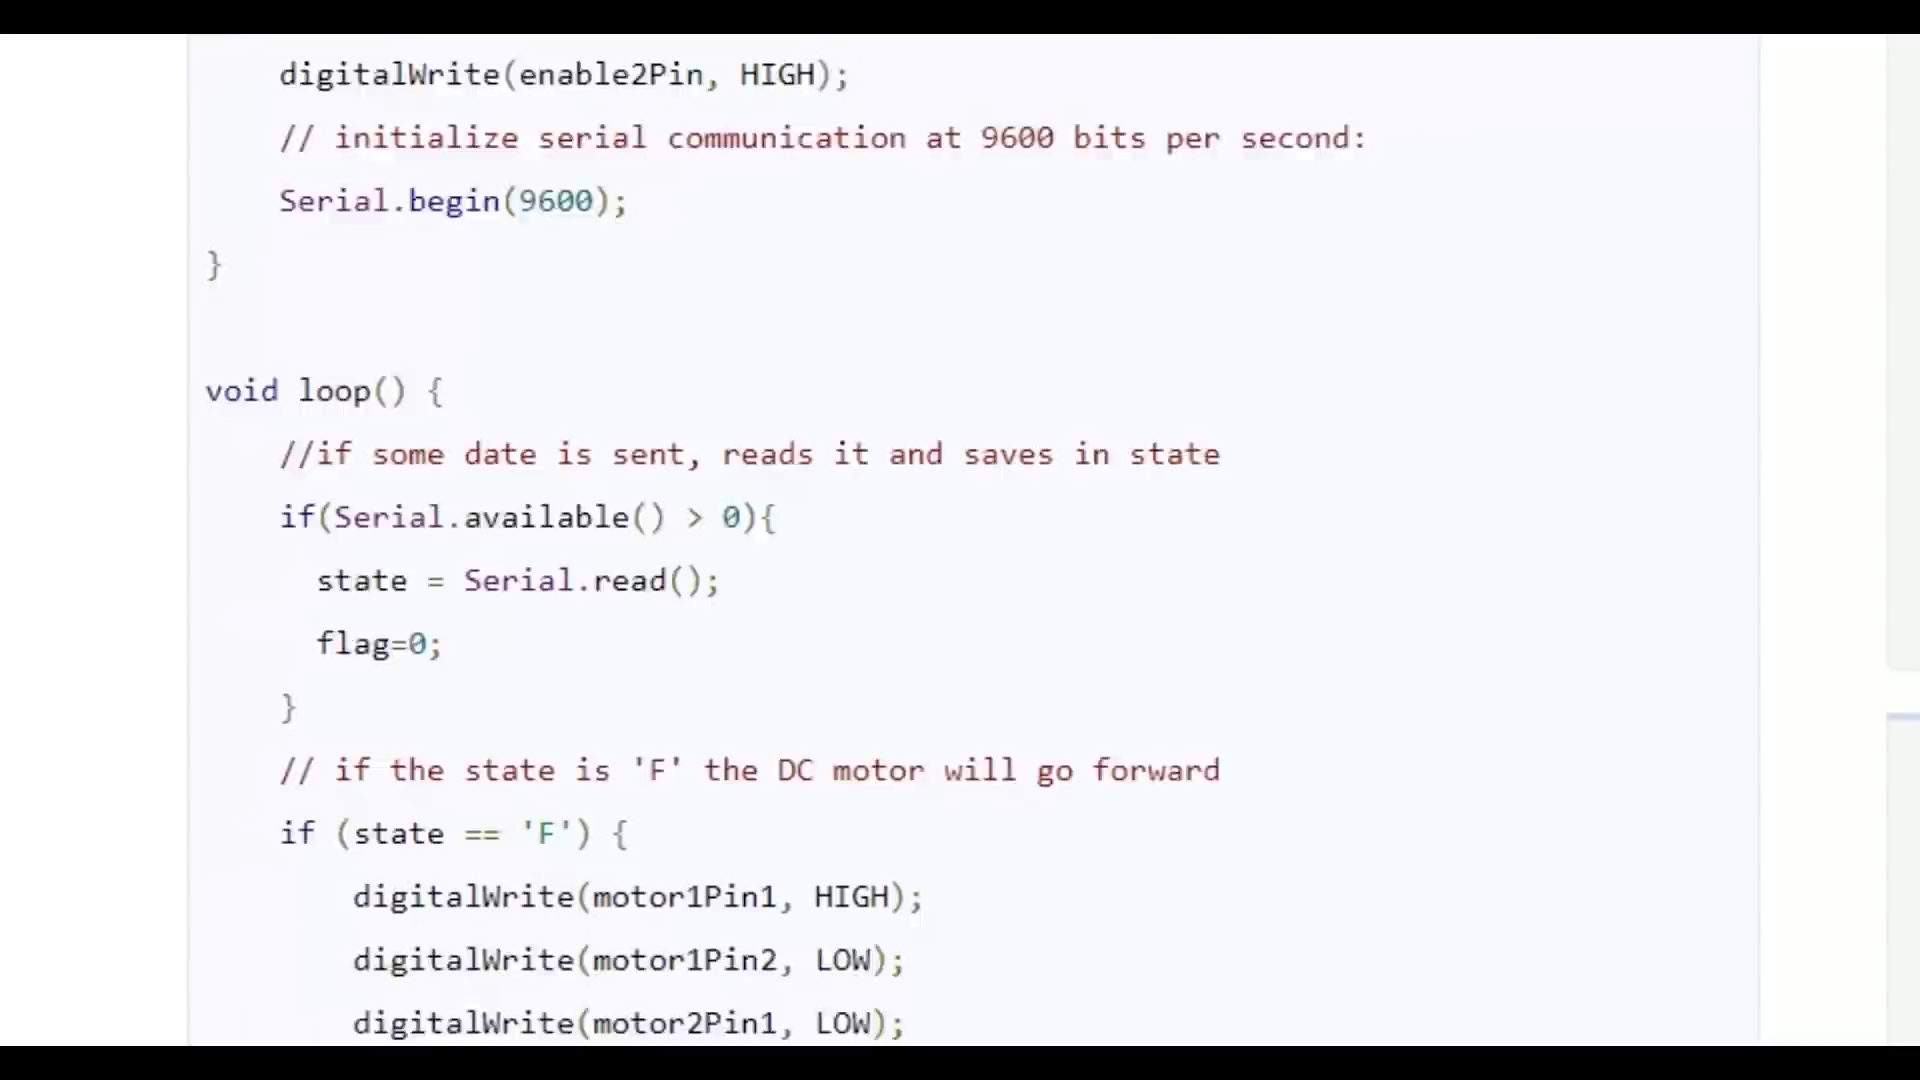 digitalWrite(enable2Pin, HIGH);
// initialize serial communication at 9600 bits per second:
Serial.begin(9600);
}
void loop() {
//if some date is sent, reads it and saves in state
if(Serial.available() > 0){
state = Serial.read();
flag=0;
}
// if the state is 'F' the DC motor will go forward
if (state == 'F') {
digitalWrite(motor1Pin1, HIGH);
digitalWrite(motor1Pin2, LOW);
digitalWrite(motor2Pin1, LOW);